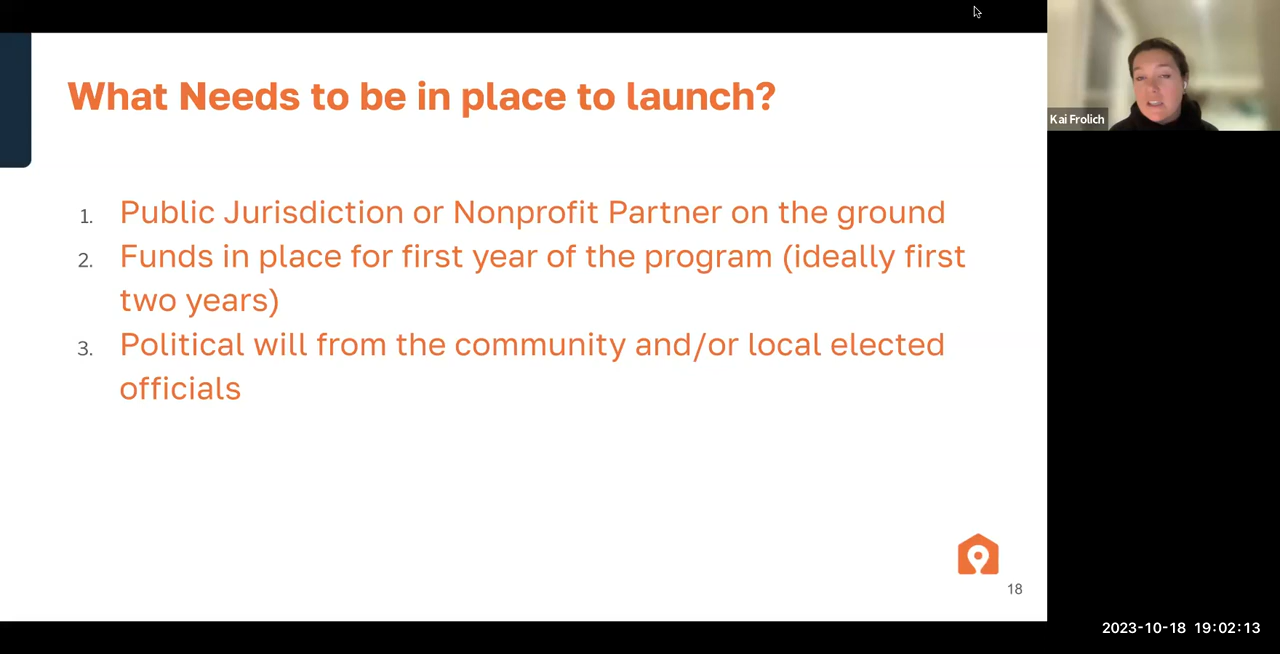 What Needs to be in place to launch?
Kai Frolich
1. Public Jurisdiction or Nonprofit Partner on the ground
2. Funds in place for first year of the program (ideally first
two years)
3. Political will from the community and/or local elected
officials
18
2023-10-18 19:02:13